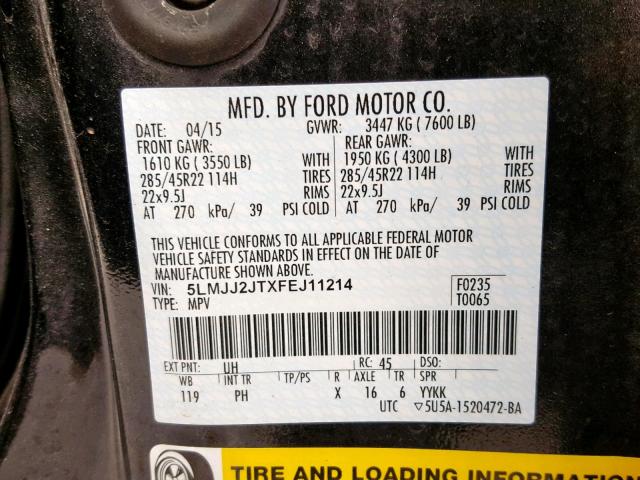 MFD. BY FORD MOTOR CO.
DATE: 04/15 GVWR: 3447 KG ( 7600 LB)
FRONT GAWR: REAR GAWR:
1610 KG ( 3550 LB) WITH 1950 KG ( 4300 LB) WITH
285/45R22 114H TIRES 285/45R22 114H TIRES
22x9.5J RIMS 22x9.5J RIMS
AT 270 kPa/ 39 PSI COLD AT 270 kPa/ 39 PSI COLD
THIS VEHICLE CONFORMS TO ALL APPLICABLE FEDERAL MOTOR
VEHICLE SAFETY STANDARDS IN EFFECT ON THE DATE OF
MANUFACTURE SHOWN ABOVE.
VIN: 5LMJJ2JTXFEJ11214 F0235
TYPE: MPV T0065
EXT PNT: UH RC: 45 DSO:
WB INT TR TP/PS R AXLE TR SPR
119 PH X 16 6 YYKK
UTC ▽5U5A-1520472-BA
TIRE AND LOADING INFORMATION